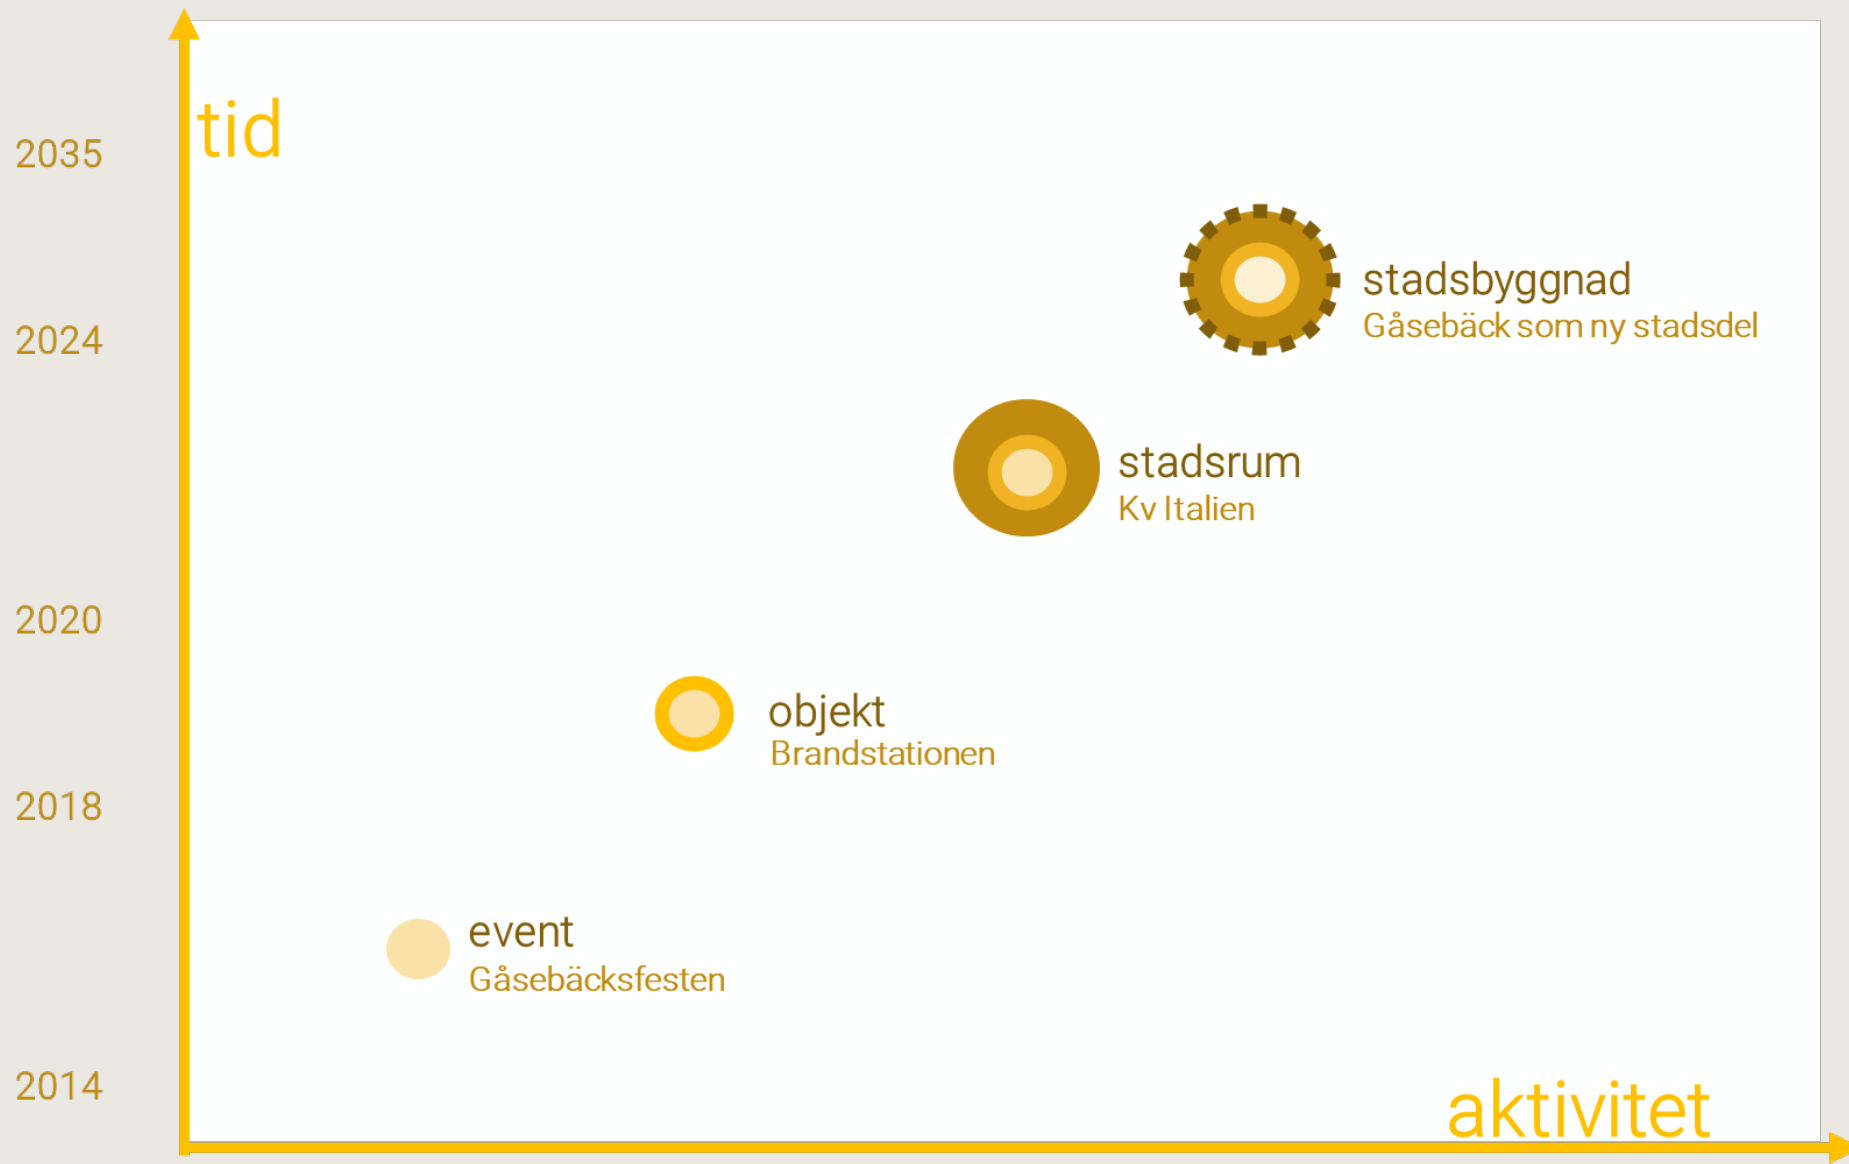 tid
2035
stadsbyggnad
Gåsebäck som ny stadsdel
2024
stadsrum
Kv Italien
2020
objekt
Brandstationen
2018
event
Gåsebäcksfesten
2014
aktivitet